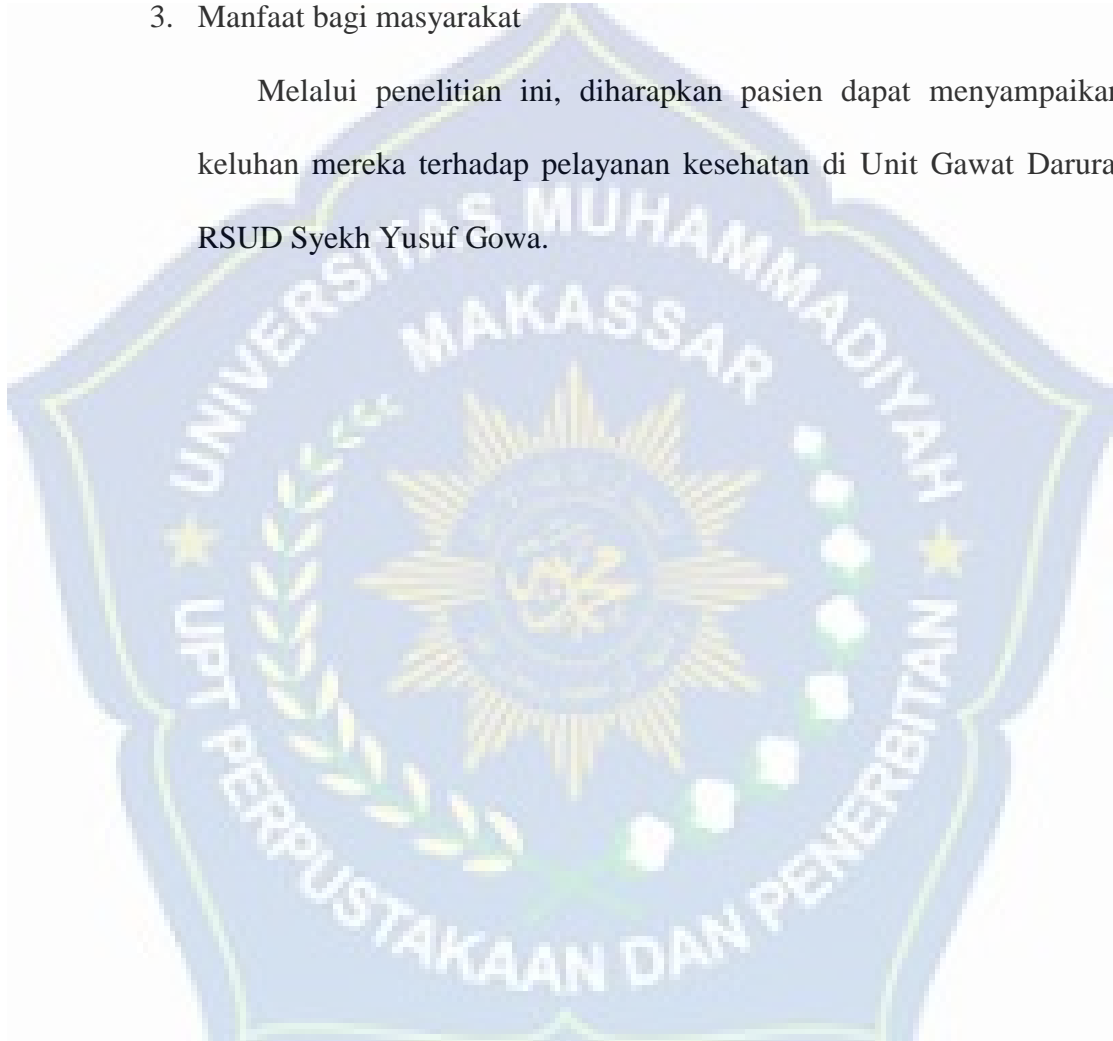 3. Manfaat bagi masyarakat
Melalui penelitian ini, diharapkan pasien dapat menyampaikan
keluhan mereka terhadap pelayanan kesehatan di Unit Gawat Darura
RSUD Syekh Yusuf Gowa.
UNIVERSITAS MUHAMMADIYAH
MAKASSAR
UPT PERPUSTAKAAN DAN PENERBITAN